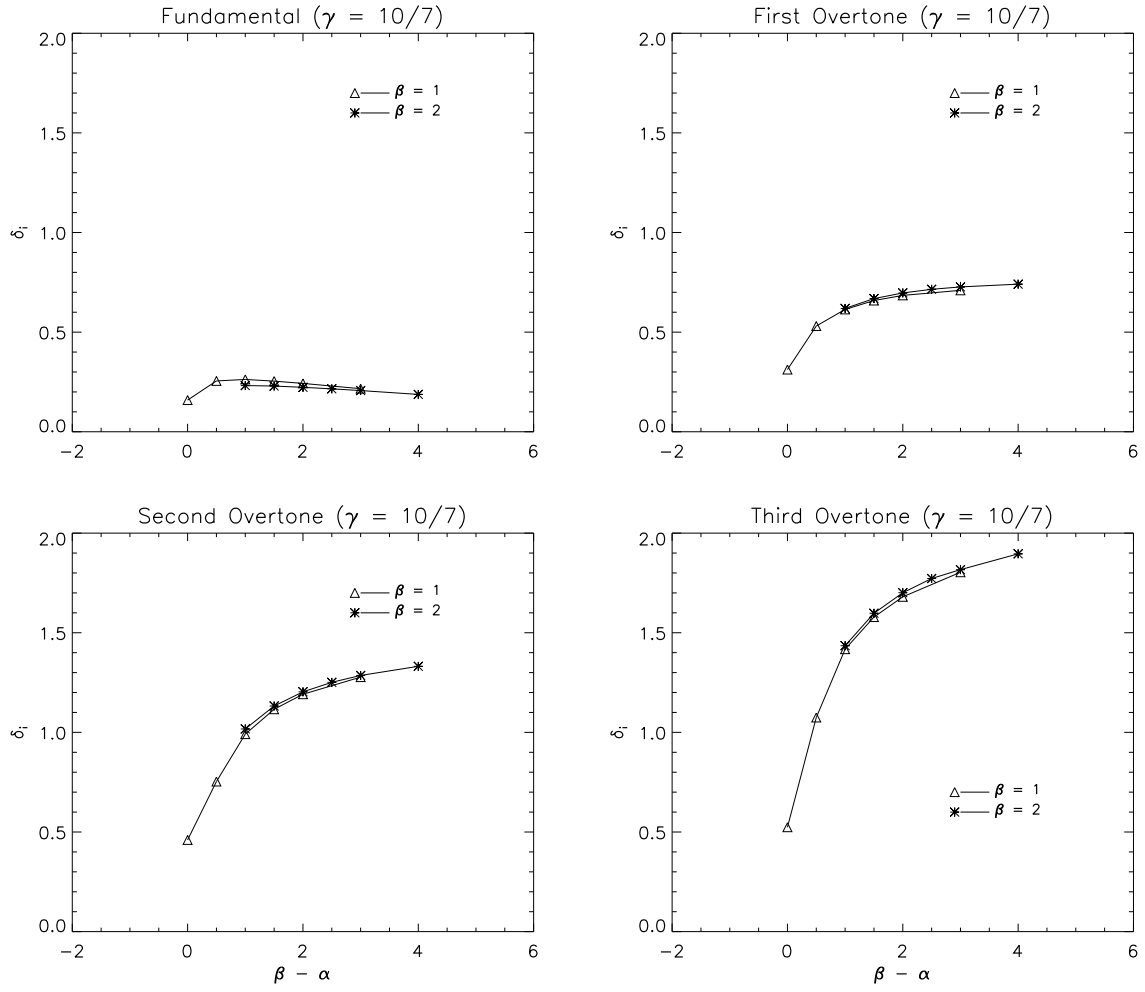 Fundamental (γ = 10/7)
2.0
1.5
1.0
0.5
0.0
δi
β = 1
β = 2
−2 0 2 4 6
First Overtone (γ = 10/7)
2.0
1.5
1.0
0.5
0.0
δi
β = 1
β = 2
−2 0 2 4 6
Second Overtone (γ = 10/7)
2.0
1.5
1.0
0.5
0.0
δi
β = 1
β = 2
−2 0 2 4 6
β − α
Third Overtone (γ = 10/7)
2.0
1.5
1.0
0.5
0.0
δi
β = 1
β = 2
−2 0 2 4 6
β − α